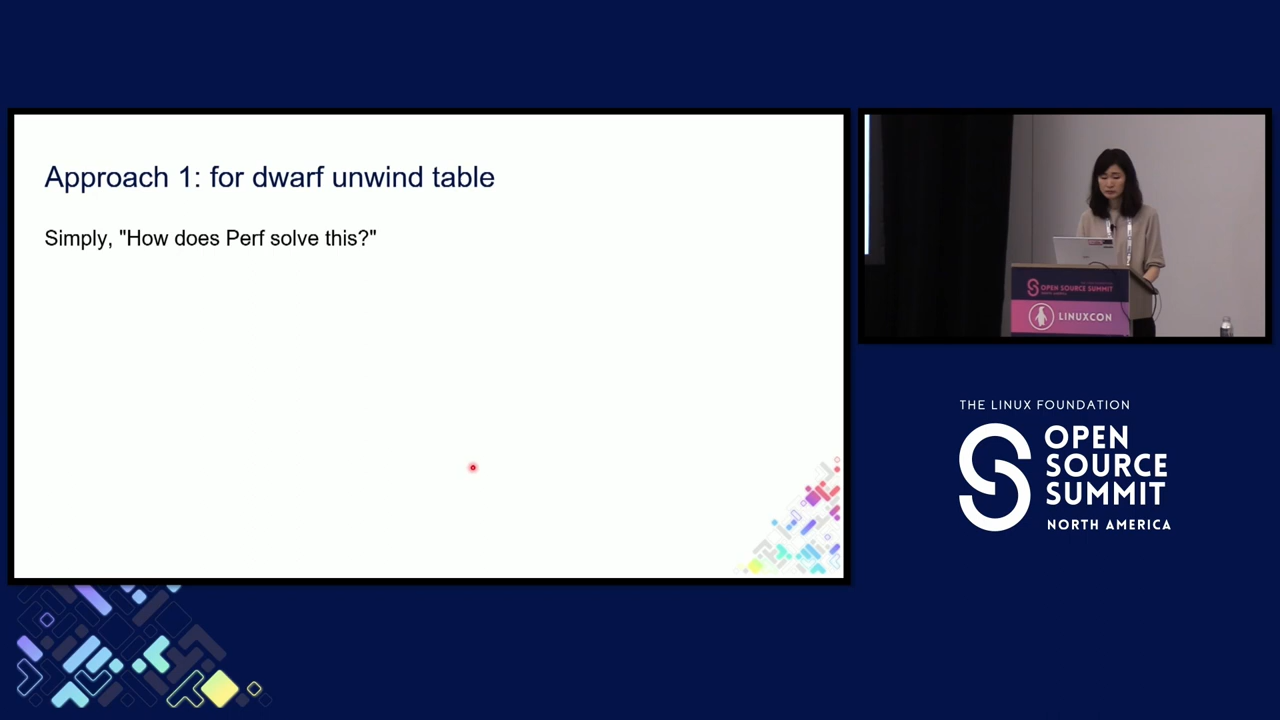 Approach 1: for dwarf unwind table
Simply, "How does Perf solve this?"
OPEN SOURCE SUMMIT
LINUXCON
THE LINUX FOUNDATION
OPEN
SOURCE
SUMMIT
NORTH AMERICA